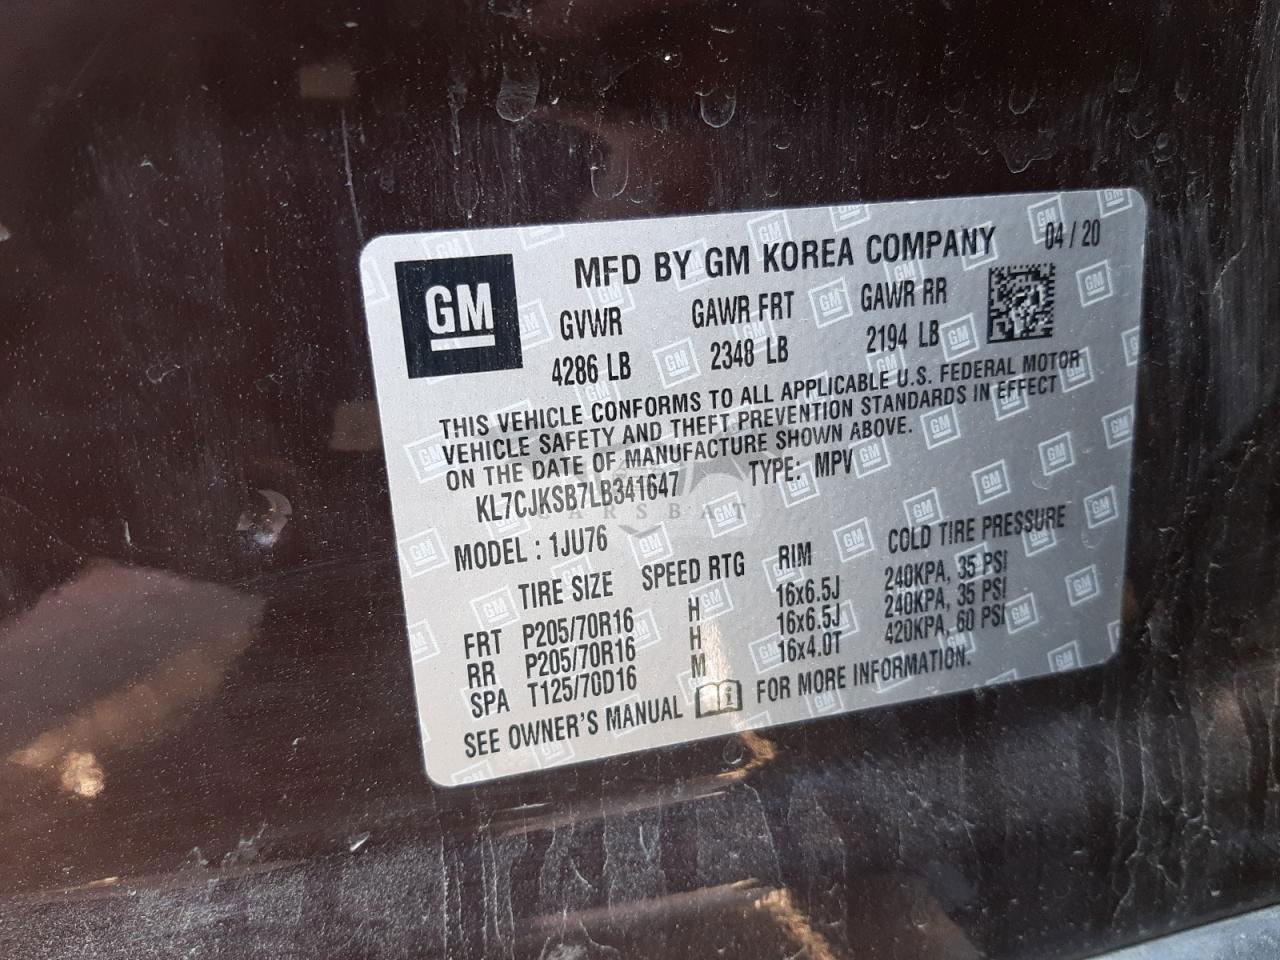 GM
MFD BY GM KOREA COMPANY 04 / 20
GVWR GAWR FRT GAWR RR
4286 LB 2348 LB 2194 LB
THIS VEHICLE CONFORMS TO ALL APPLICABLE U.S. FEDERAL MOTOR
VEHICLE SAFETY AND THEFT PREVENTION STANDARDS IN EFFECT
ON THE DATE OF MANUFACTURE SHOWN ABOVE.
KL7CJKSB7LB341647 TYPE: MPV
CARSBAT
MODEL : 1JU76
TIRE SIZE SPEED RTG RIM COLD TIRE PRESSURE
FRT P205/70R16 H 16x6.5J 240KPA, 35 PSI
RR P205/70R16 H 16x6.5J 240KPA, 35 PSI
SPA T125/70D16 M 16x4.0T 420KPA, 60 PSI
SEE OWNER'S MANUAL FOR MORE INFORMATION.